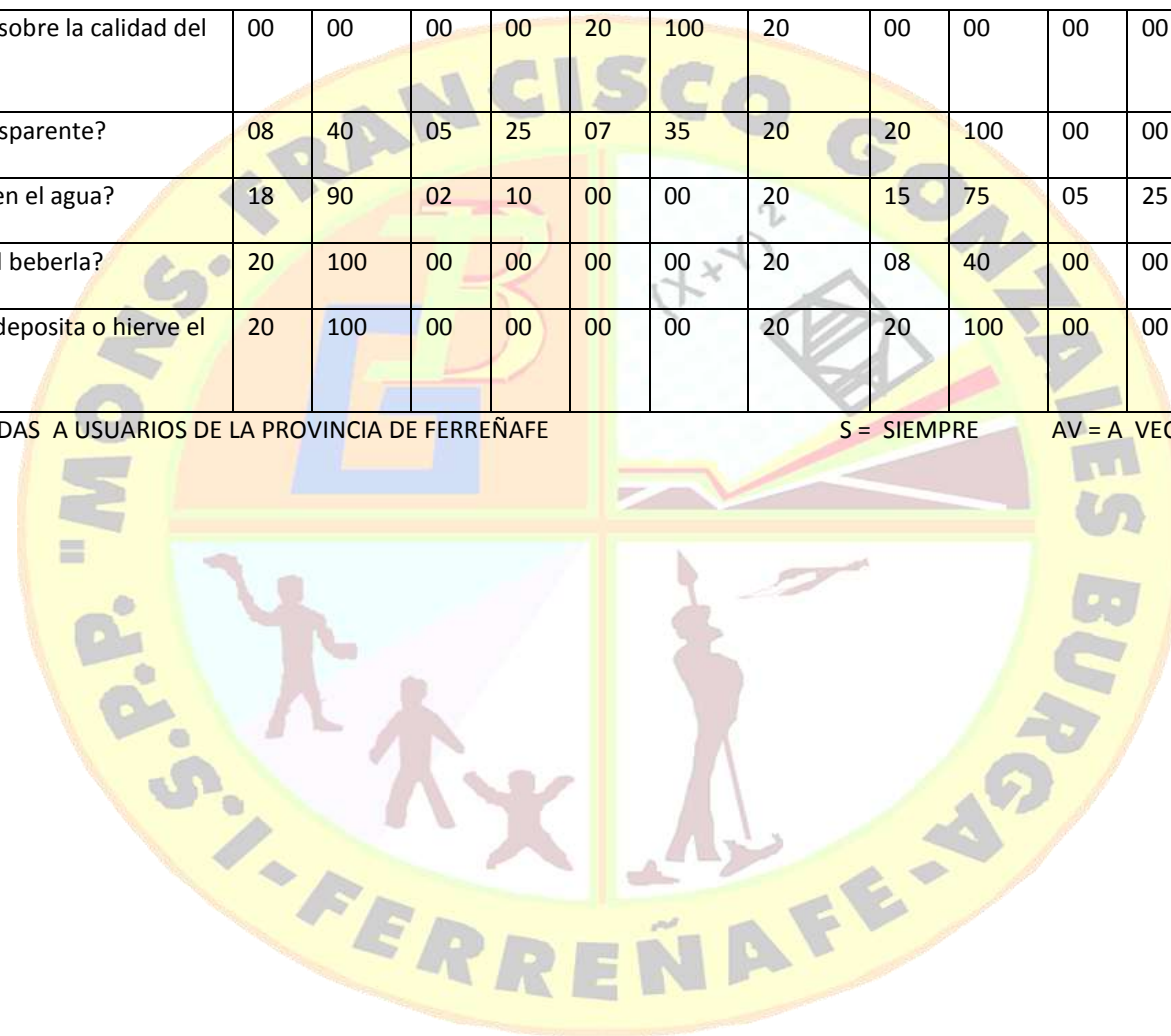 sobre la calidad del 00 00 00 00 20 100 20 00 00 00 00
sparente? 08 40 05 25 07 35 20 20 100 00 00
en el agua? 18 90 02 10 00 00 20 15 75 05 25
l beberla? 20 100 00 00 00 00 20 08 40 00 00
deposita o hierve el 20 100 00 00 00 00 20 20 100 00 00
DAS A USUARIOS DE LA PROVINCIA DE FERREÑAFE S = SIEMPRE AV = A VEC
I.S.P.P. "MONS. FRANCISCO GONZALES BURGA - FERREÑAFE -
B
(X+Y)2